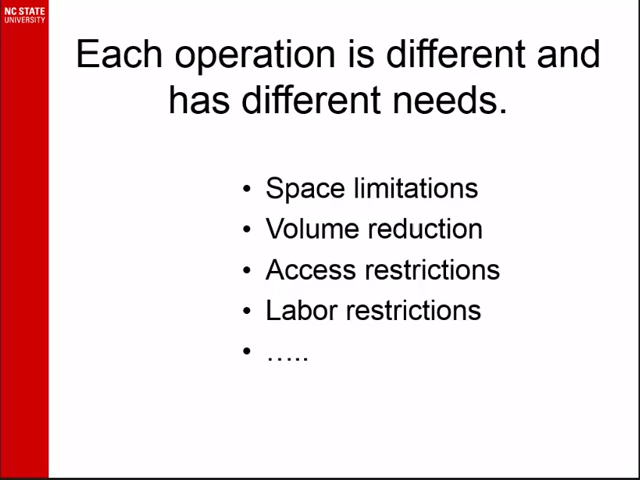 NC STATE
UNIVERSITY
Each operation is different and
has different needs.
• Space limitations
• Volume reduction
• Access restrictions
• Labor restrictions
• …..